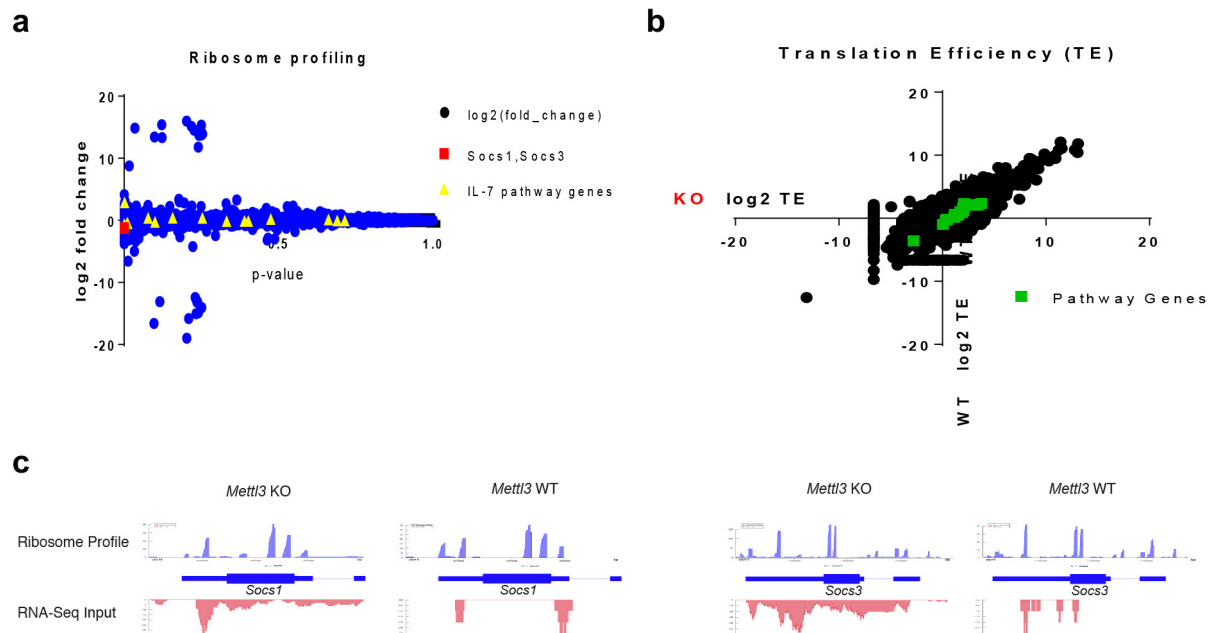 a
Ribosome profiling
20
10
0
-10
-20
log2 fold change
0.5
1.0
p-value
log2(fold_change)
Socs1,Socs3
IL-7 pathway genes
b
Translation Efficiency (TE)
20
10
-10
-20
KO log2 TE
-20
-10
10
20
WT log2 TE
Pathway Genes
c
Mettl3 KO
Mettl3 WT
Mettl3 KO
Mettl3 WT
Ribosome Profile
Socs1
Socs1
Socs3
Socs3
RNA-Seq Input